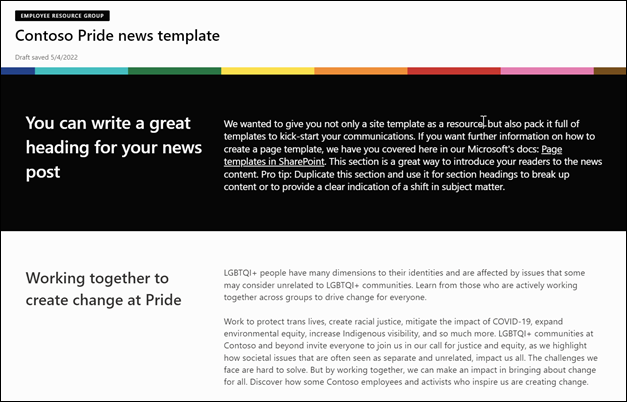 EMPLOYEE RESOURCE GROUP
Contoso Pride news template
Draft saved 5/4/2022
You can write a great
heading for your news
post
We wanted to give you not only a site template as a resource, but also pack it full of
templates to kick-start your communications. If you want further information on how to
create a page template, we have you covered here in our Microsoft's docs: Page
templates in SharePoint. This section is a great way to introduce your readers to the news
content. Pro tip: Duplicate this section and use it for section headings to break up
content or to provide a clear indication of a shift in subject matter.
Working together to
create change at Pride
LGBTQI+ people have many dimensions to their identities and are affected by issues that some
may consider unrelated to LGBTQI+ communities. Learn from those who are actively working
together across groups to drive change for everyone.
Work to protect trans lives, create racial justice, mitigate the impact of COVID-19, expand
environmental equity, increase Indigenous visibility, and so much more. LGBTQI+ communities at
Contoso and beyond invite everyone to join us in our call for justice and equity, as we highlight
how societal issues that are often seen as separate and unrelated, impact us all. The challenges we
face are hard to solve. But by working together, we can make an impact in bringing about change
for all. Discover how some Contoso employees and activists who inspire us are creating change.